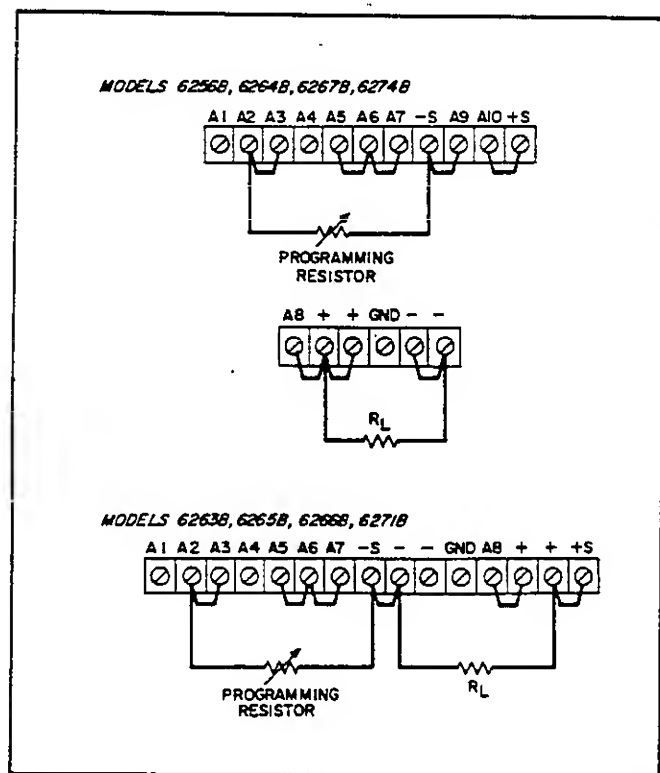 MODELS 6256B, 6264B, 6267B, 6274B
A1 A2 A3 A4 A5 A6 A7 -S A9 A10 +S
PROGRAMMING
RESISTOR
A8 + + GND - -
RL
MODELS 6263B, 6265B, 6266B, 6271B
A1 A2 A3 A4 A5 A6 A7 -S - - GND A8 + + +S
PROGRAMMING
RESISTOR
RL